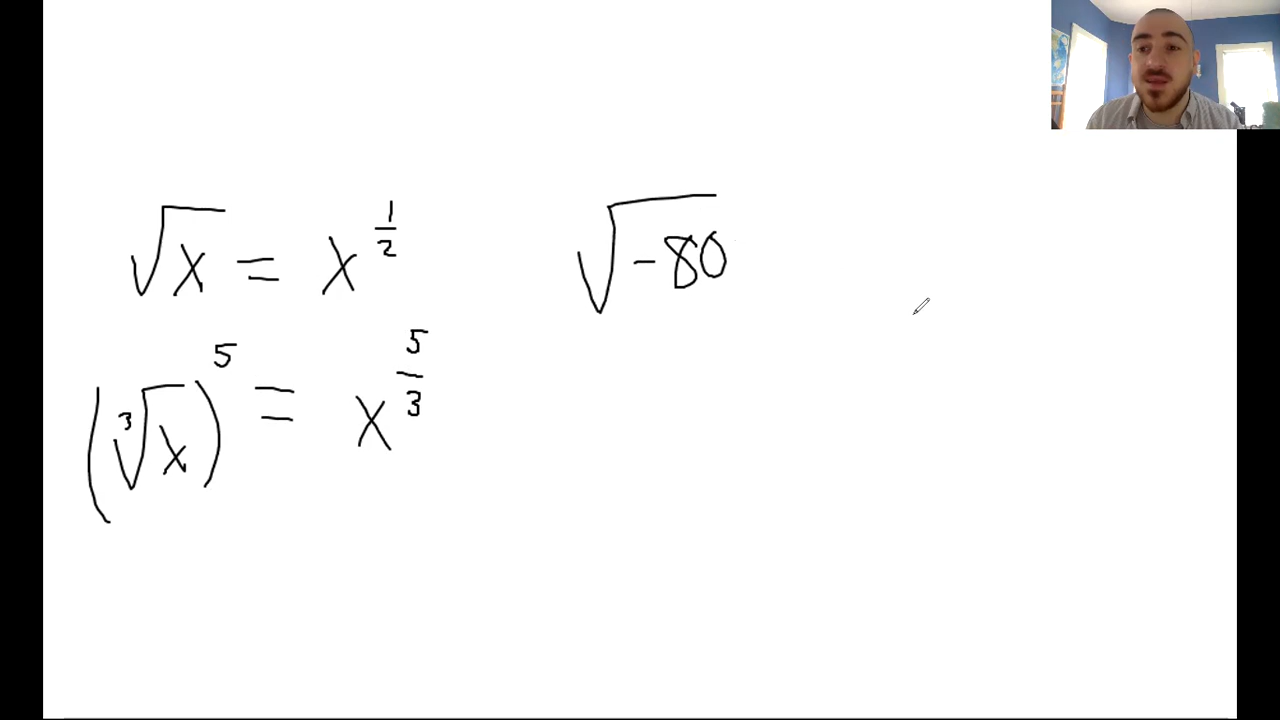 √x = x^(1/2)
√-80
(∛x)^5 = x^(5/3)